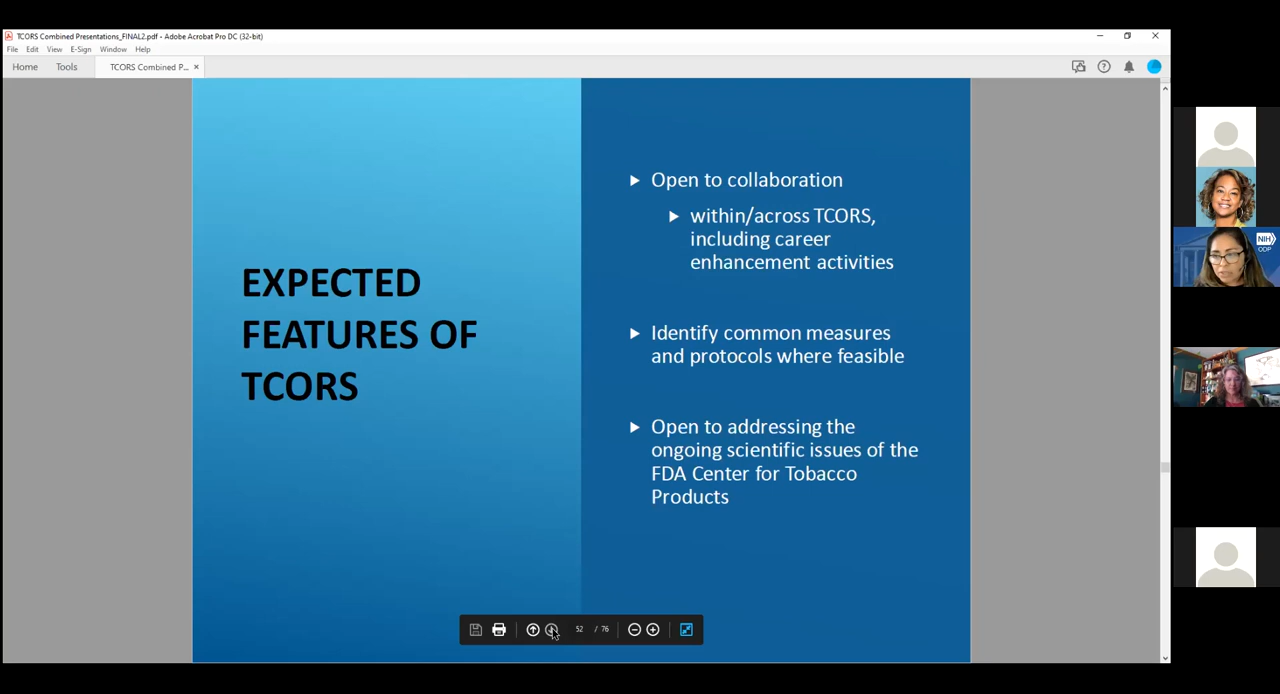 TCORS Combined Presentations_FINAL2.pdf - Adobe Acrobat Pro DC (32-bit)
File Edit View E-Sign Window Help
Home Tools TCORS Combined P... ×
EXPECTED
FEATURES OF
TCORS
Open to collaboration
within/across TCORS,
including career
enhancement activities
Identify common measures
and protocols where feasible
Open to addressing the
ongoing scientific issues of the
FDA Center for Tobacco
Products
52 / 76
NIH
ODP